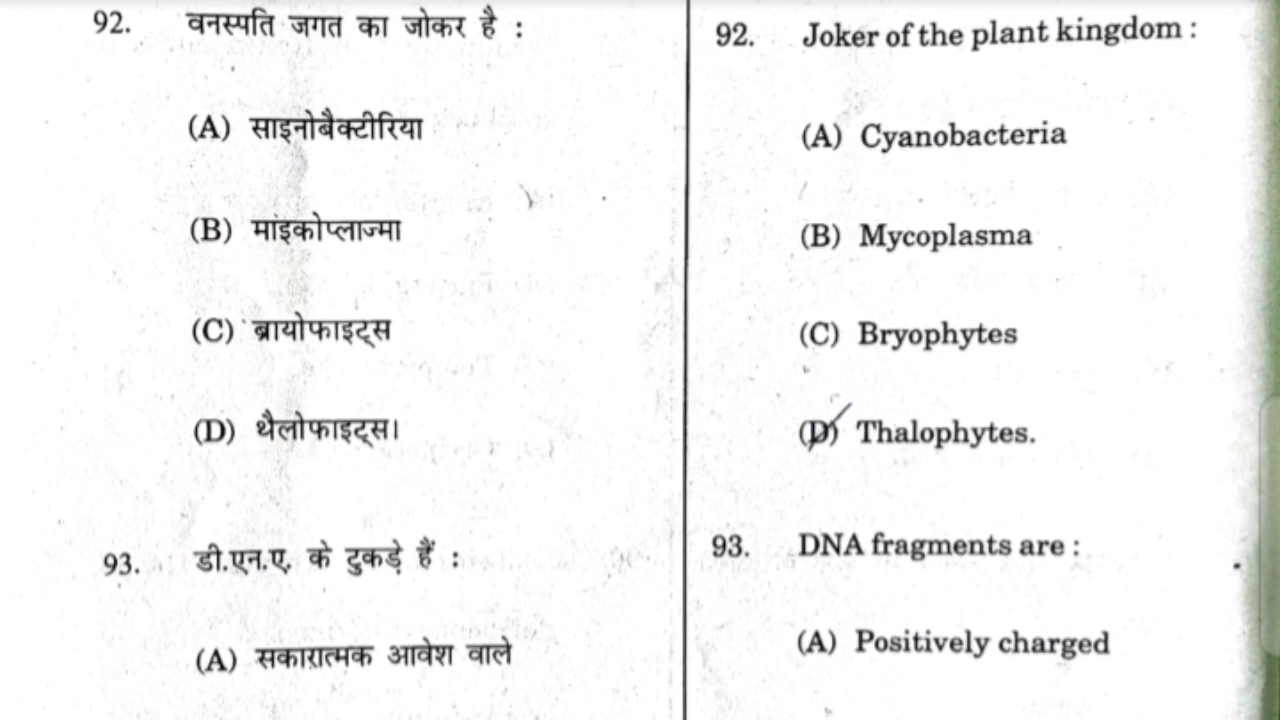 92. वनस्पति जगत का जोकर है :
(A) साइनोबैक्टीरिया
(B) माइकोप्लाज्मा
(C) ब्रायोफाइट्स
(D) थैलोफाइट्स।
93. डी.एन.ए. के टुकड़े हैं :
(A) सकारात्मक आवेश वाले
92. Joker of the plant kingdom :
(A) Cyanobacteria
(B) Mycoplasma
(C) Bryophytes
(D) Thalophytes.
93. DNA fragments are :
(A) Positively charged